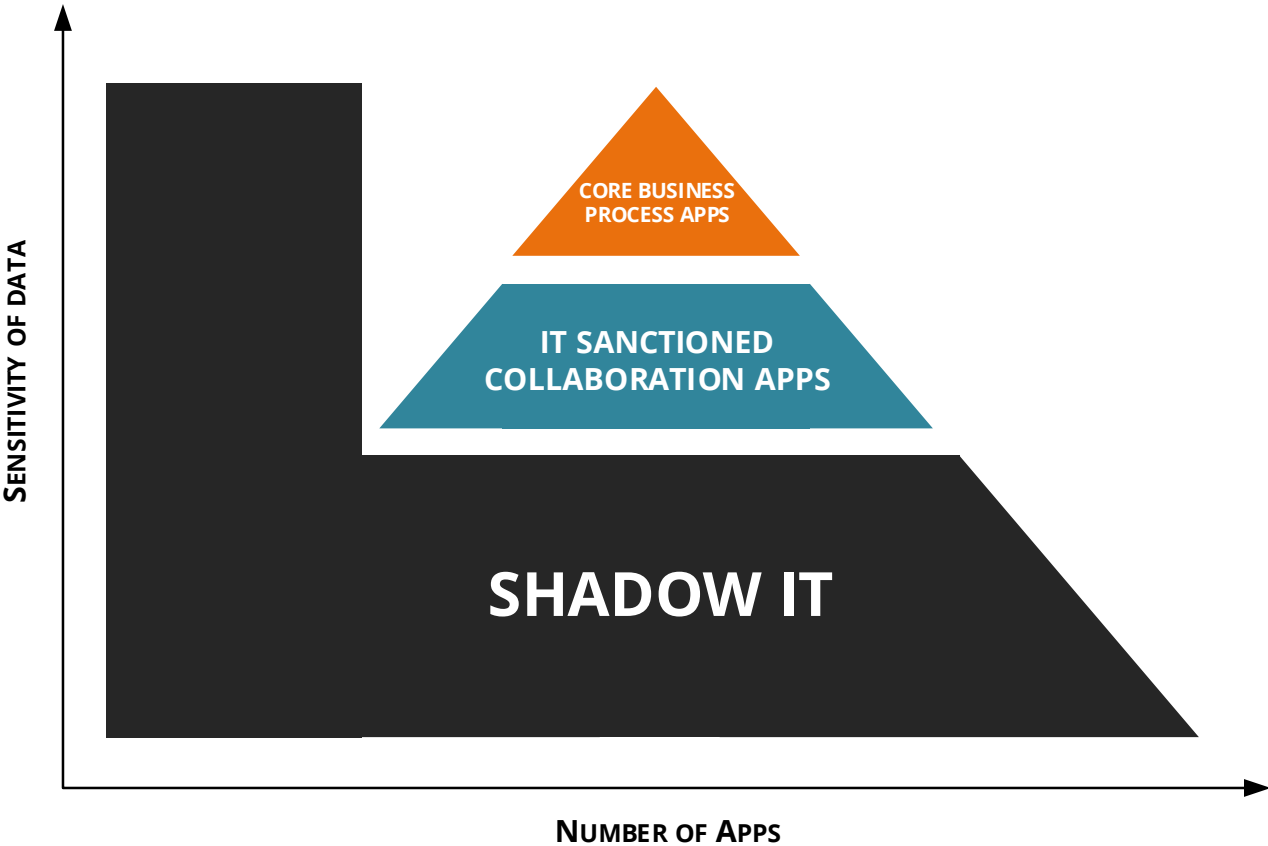 SENSITIVITY OF DATA
CORE BUSINESS
PROCESS APPS
IT SANCTIONED
COLLABORATION APPS
SHADOW IT
NUMBER OF APPS